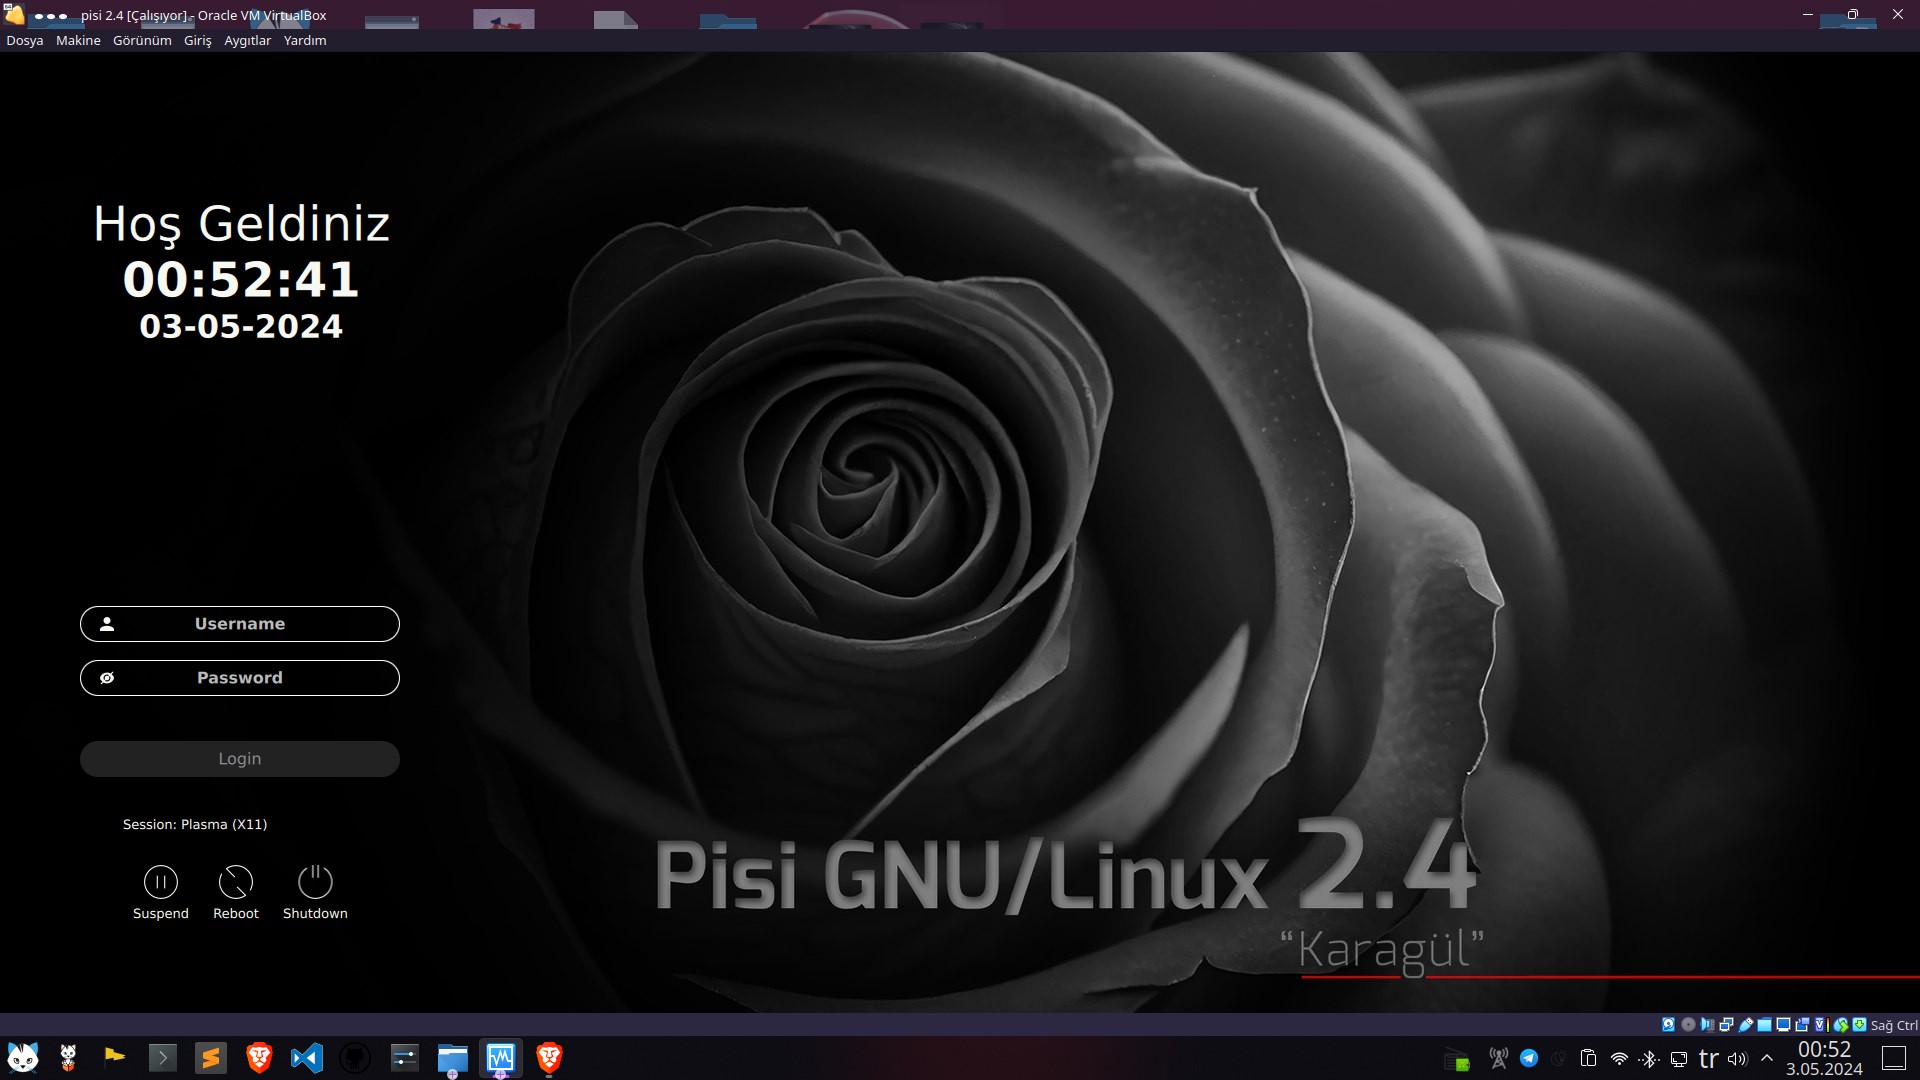 pisi 2.4 [Çalışıyor] - Oracle VM VirtualBox
Dosya Makine Görünüm Giriş Aygıtlar Yardım
Hoş Geldiniz
00:52:41
03-05-2024
Username
Password
Login
Session: Plasma (X11)
Suspend Reboot Shutdown
Pisi GNU/Linux 2.4
“Karagül”
Sağ Ctrl
tr
00:52
3.05.2024